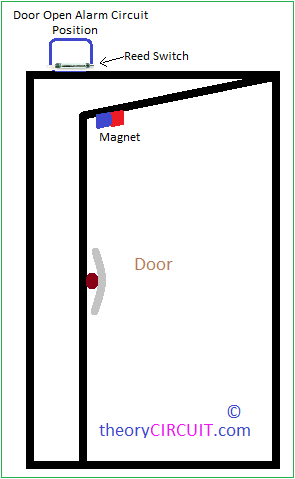 Door Open Alarm Circuit
Position
Reed Switch
Magnet
Door
©
theoryCIRCUIT.com